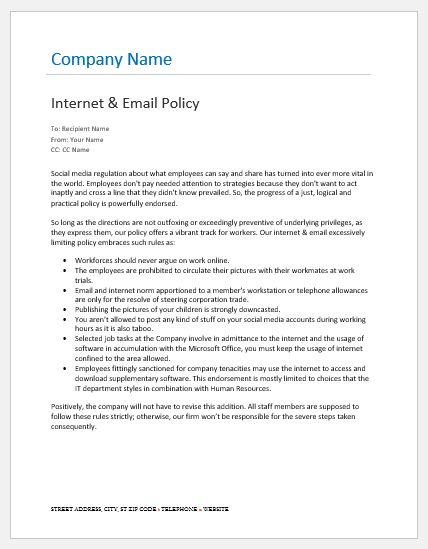 Company Name
Internet & Email Policy
To: Recipient Name
From: Your Name
CC: CC Name
Social media regulation about what employees can say and share has turned into ever more vital in
the world. Employees don't pay needed attention to strategies because they don't want to act
inaptly and cross a line that they didn't know prevailed. So, the progress of a just, logical and
practical policy is powerfully endorsed.
So long as the directions are not outfoxing or exceedingly preventive of underlying privileges, as
they express them, our policy offers a vibrant track for workers. Our internet & email excessively
limiting policy embraces such rules as:
• Workforces should never argue on work online.
• The employees are prohibited to circulate their pictures with their workmates at work
trials.
• Email and internet norm apportioned to a member's workstation or telephone allowances
are only for the resolve of steering corporation trade.
• Publishing the pictures of your children is strongly downcasted.
• You aren't allowed to post any kind of stuff on your social media accounts during working
hours as it is also taboo.
• Selected job tasks at the Company involve in admittance to the internet and the usage of
software in accumulation with the Microsoft Office, you must keep the usage of internet
confined to the area allowed.
• Employees fittingly sanctioned for company tenacities may use the internet to access and
download supplementary software. This endorsement is mostly limited to choices that the
IT department styles in combination with Human Resources.
Positively, the company will not have to revise this addition. All staff members are supposed to
follow these rules strictly; otherwise, our firm won't be responsible for the severe steps taken
consequently.
STREET ADDRESS, CITY, ST ZIP CODE • TELEPHONE • WEBSITE